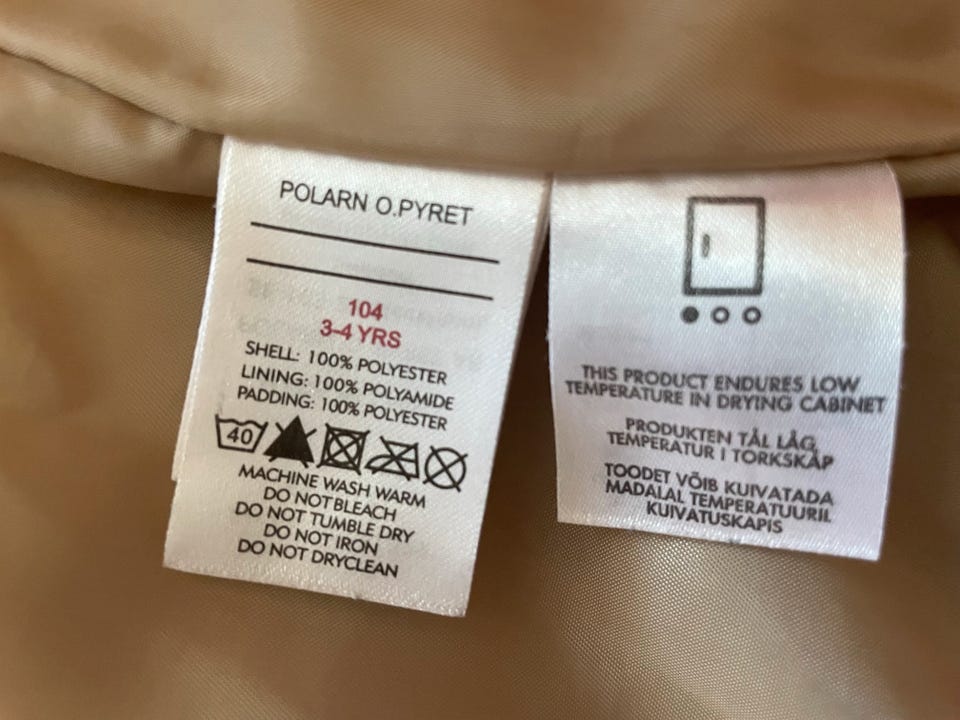 POLARN O.PYRET
104
3-4 YRS
SHELL: 100% POLYESTER
LINING: 100% POLYAMIDE
PADDING: 100% POLYESTER
40
MACHINE WASH WARM
DO NOT BLEACH
DO NOT TUMBLE DRY
DO NOT IRON
DO NOT DRYCLEAN
THIS PRODUCT ENDURES LOW
TEMPERATURE IN DRYING CABINET
PRODUKTEN TÅL LÅG
TEMPERATUR I TORKSKÅP
TOODET VÕIB KUIVATADA
MADALAL TEMPERATUURIL
KUIVATUSKAPIS